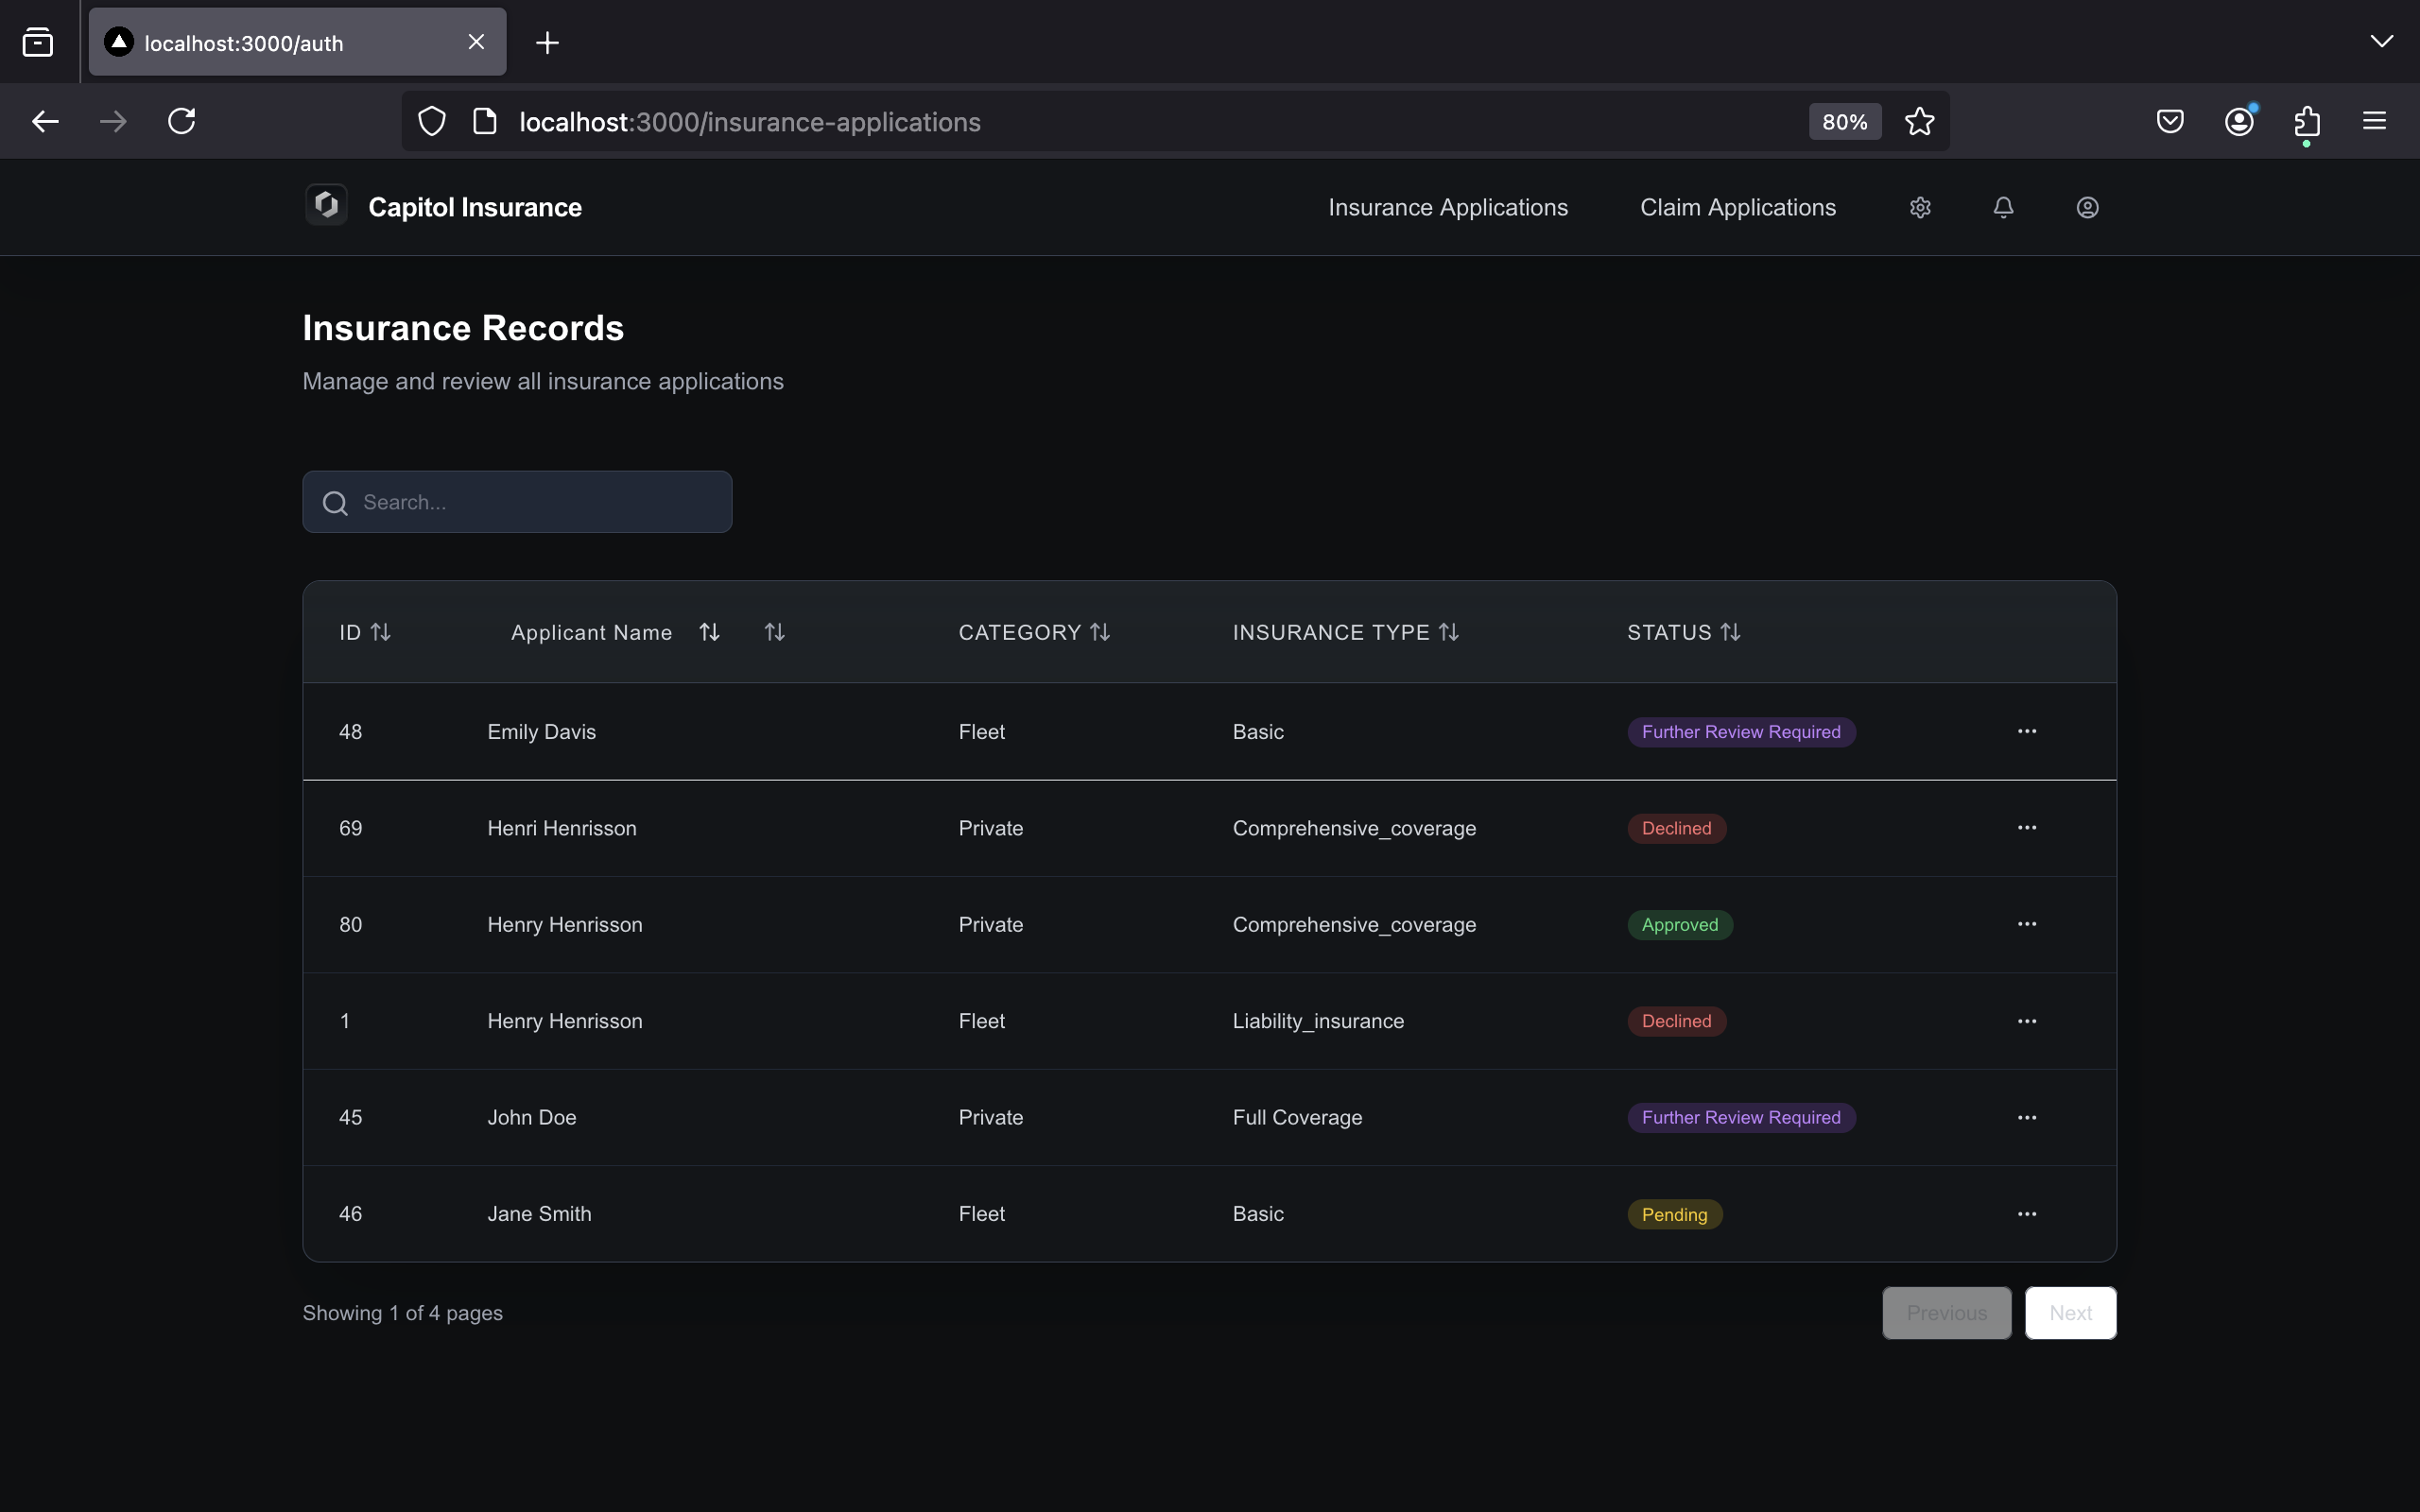 localhost:3000/auth
localhost:3000/insurance-applications 80%
Capitol Insurance Insurance Applications Claim Applications
Insurance Records
Manage and review all insurance applications
Search...
ID Applicant Name CATEGORY INSURANCE TYPE STATUS
48 Emily Davis Fleet Basic Further Review Required
69 Henri Henrisson Private Comprehensive_coverage Declined
80 Henry Henrisson Private Comprehensive_coverage Approved
1 Henry Henrisson Fleet Liability_insurance Declined
45 John Doe Private Full Coverage Further Review Required
46 Jane Smith Fleet Basic Pending
Showing 1 of 4 pages Previous Next